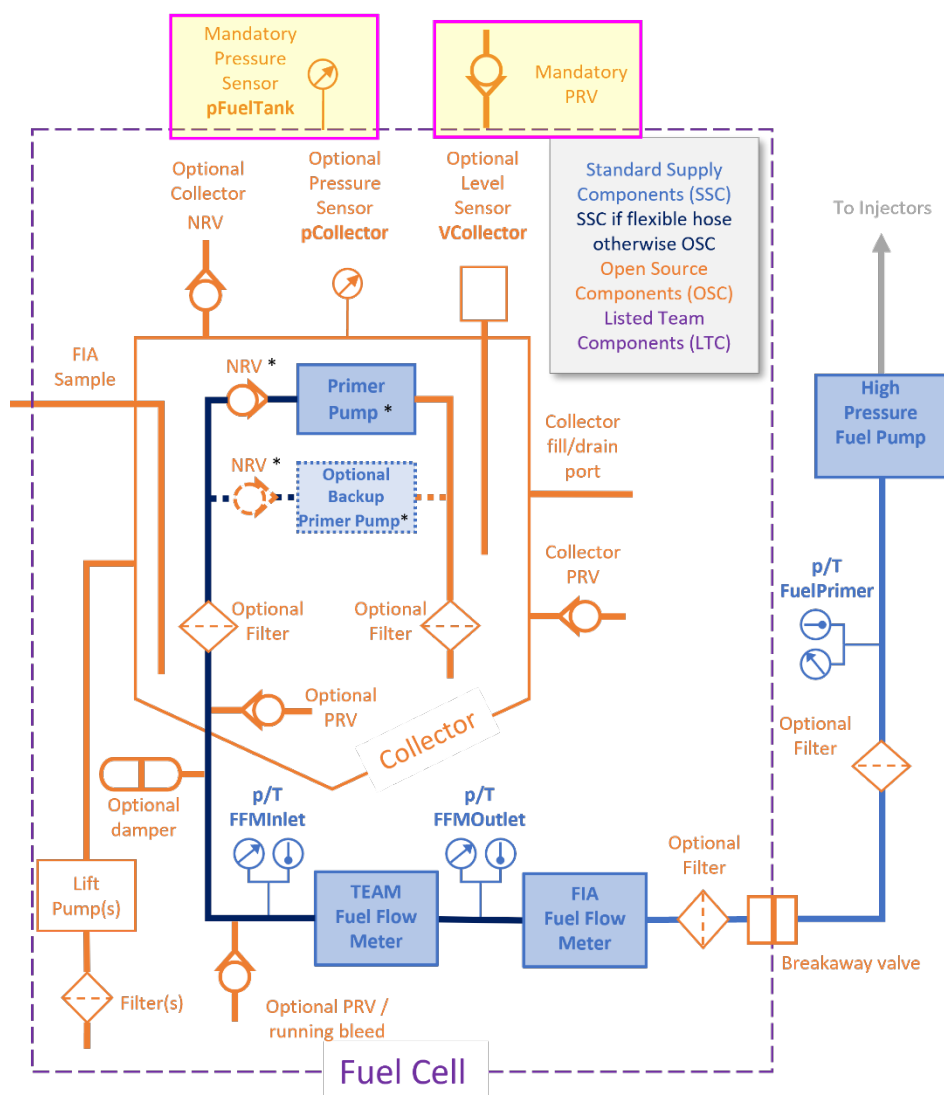 Mandatory
Pressure
Sensor
pFuelTank
Mandatory
PRV
Optional
Collector
NRV
Optional
Pressure
Sensor
pCollector
Optional
Level
Sensor
VCollector
Standard Supply
Components (SSC)
SSC if flexible hose
otherwise OSC
Open Source
Components (OSC)
Listed Team
Components (LTC)
To Injectors
FIA
Sample
NRV *
Primer
Pump *
NRV *
Optional
Backup
Primer Pump*
Collector
fill/drain
port
High
Pressure
Fuel Pump
Collector
PRV
p/T
FuelPrimer
Optional
Filter
Optional
Filter
Optional
PRV
Collector
Optional
Filter
Optional
damper
p/T
FFMInlet
p/T
FFMOutlet
Optional
Filter
Lift
Pump(s)
TEAM
Fuel Flow
Meter
FIA
Fuel Flow
Meter
Breakaway valve
Filter(s)
Optional PRV /
running bleed
Fuel Cell